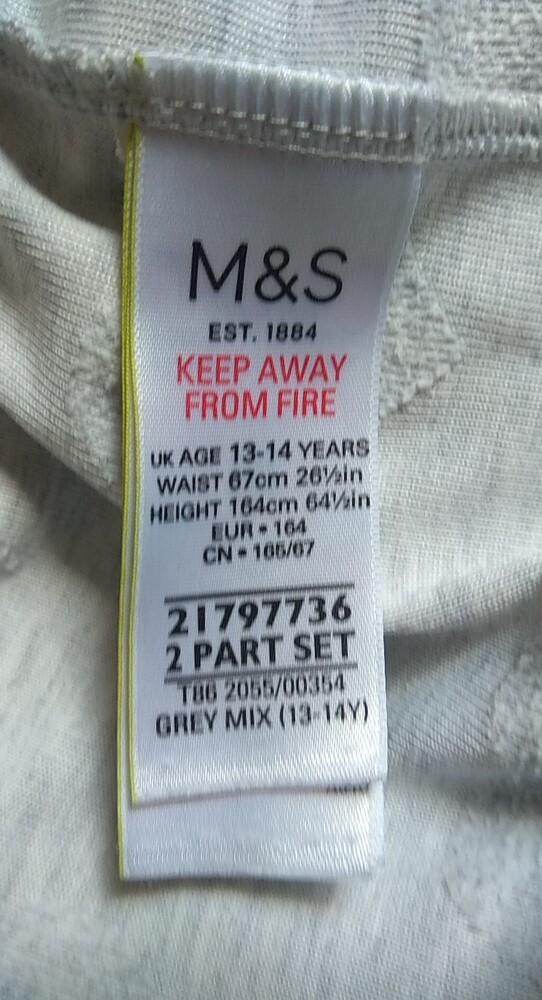 M&S
EST. 1884
KEEP AWAY
FROM FIRE
UK AGE 13-14 YEARS
WAIST 67cm 26½in
HEIGHT 164cm 64½in
EUR • 164
CN • 165/67
21797736
2 PART SET
T86 2055/00354
GREY MIX (13-14Y)